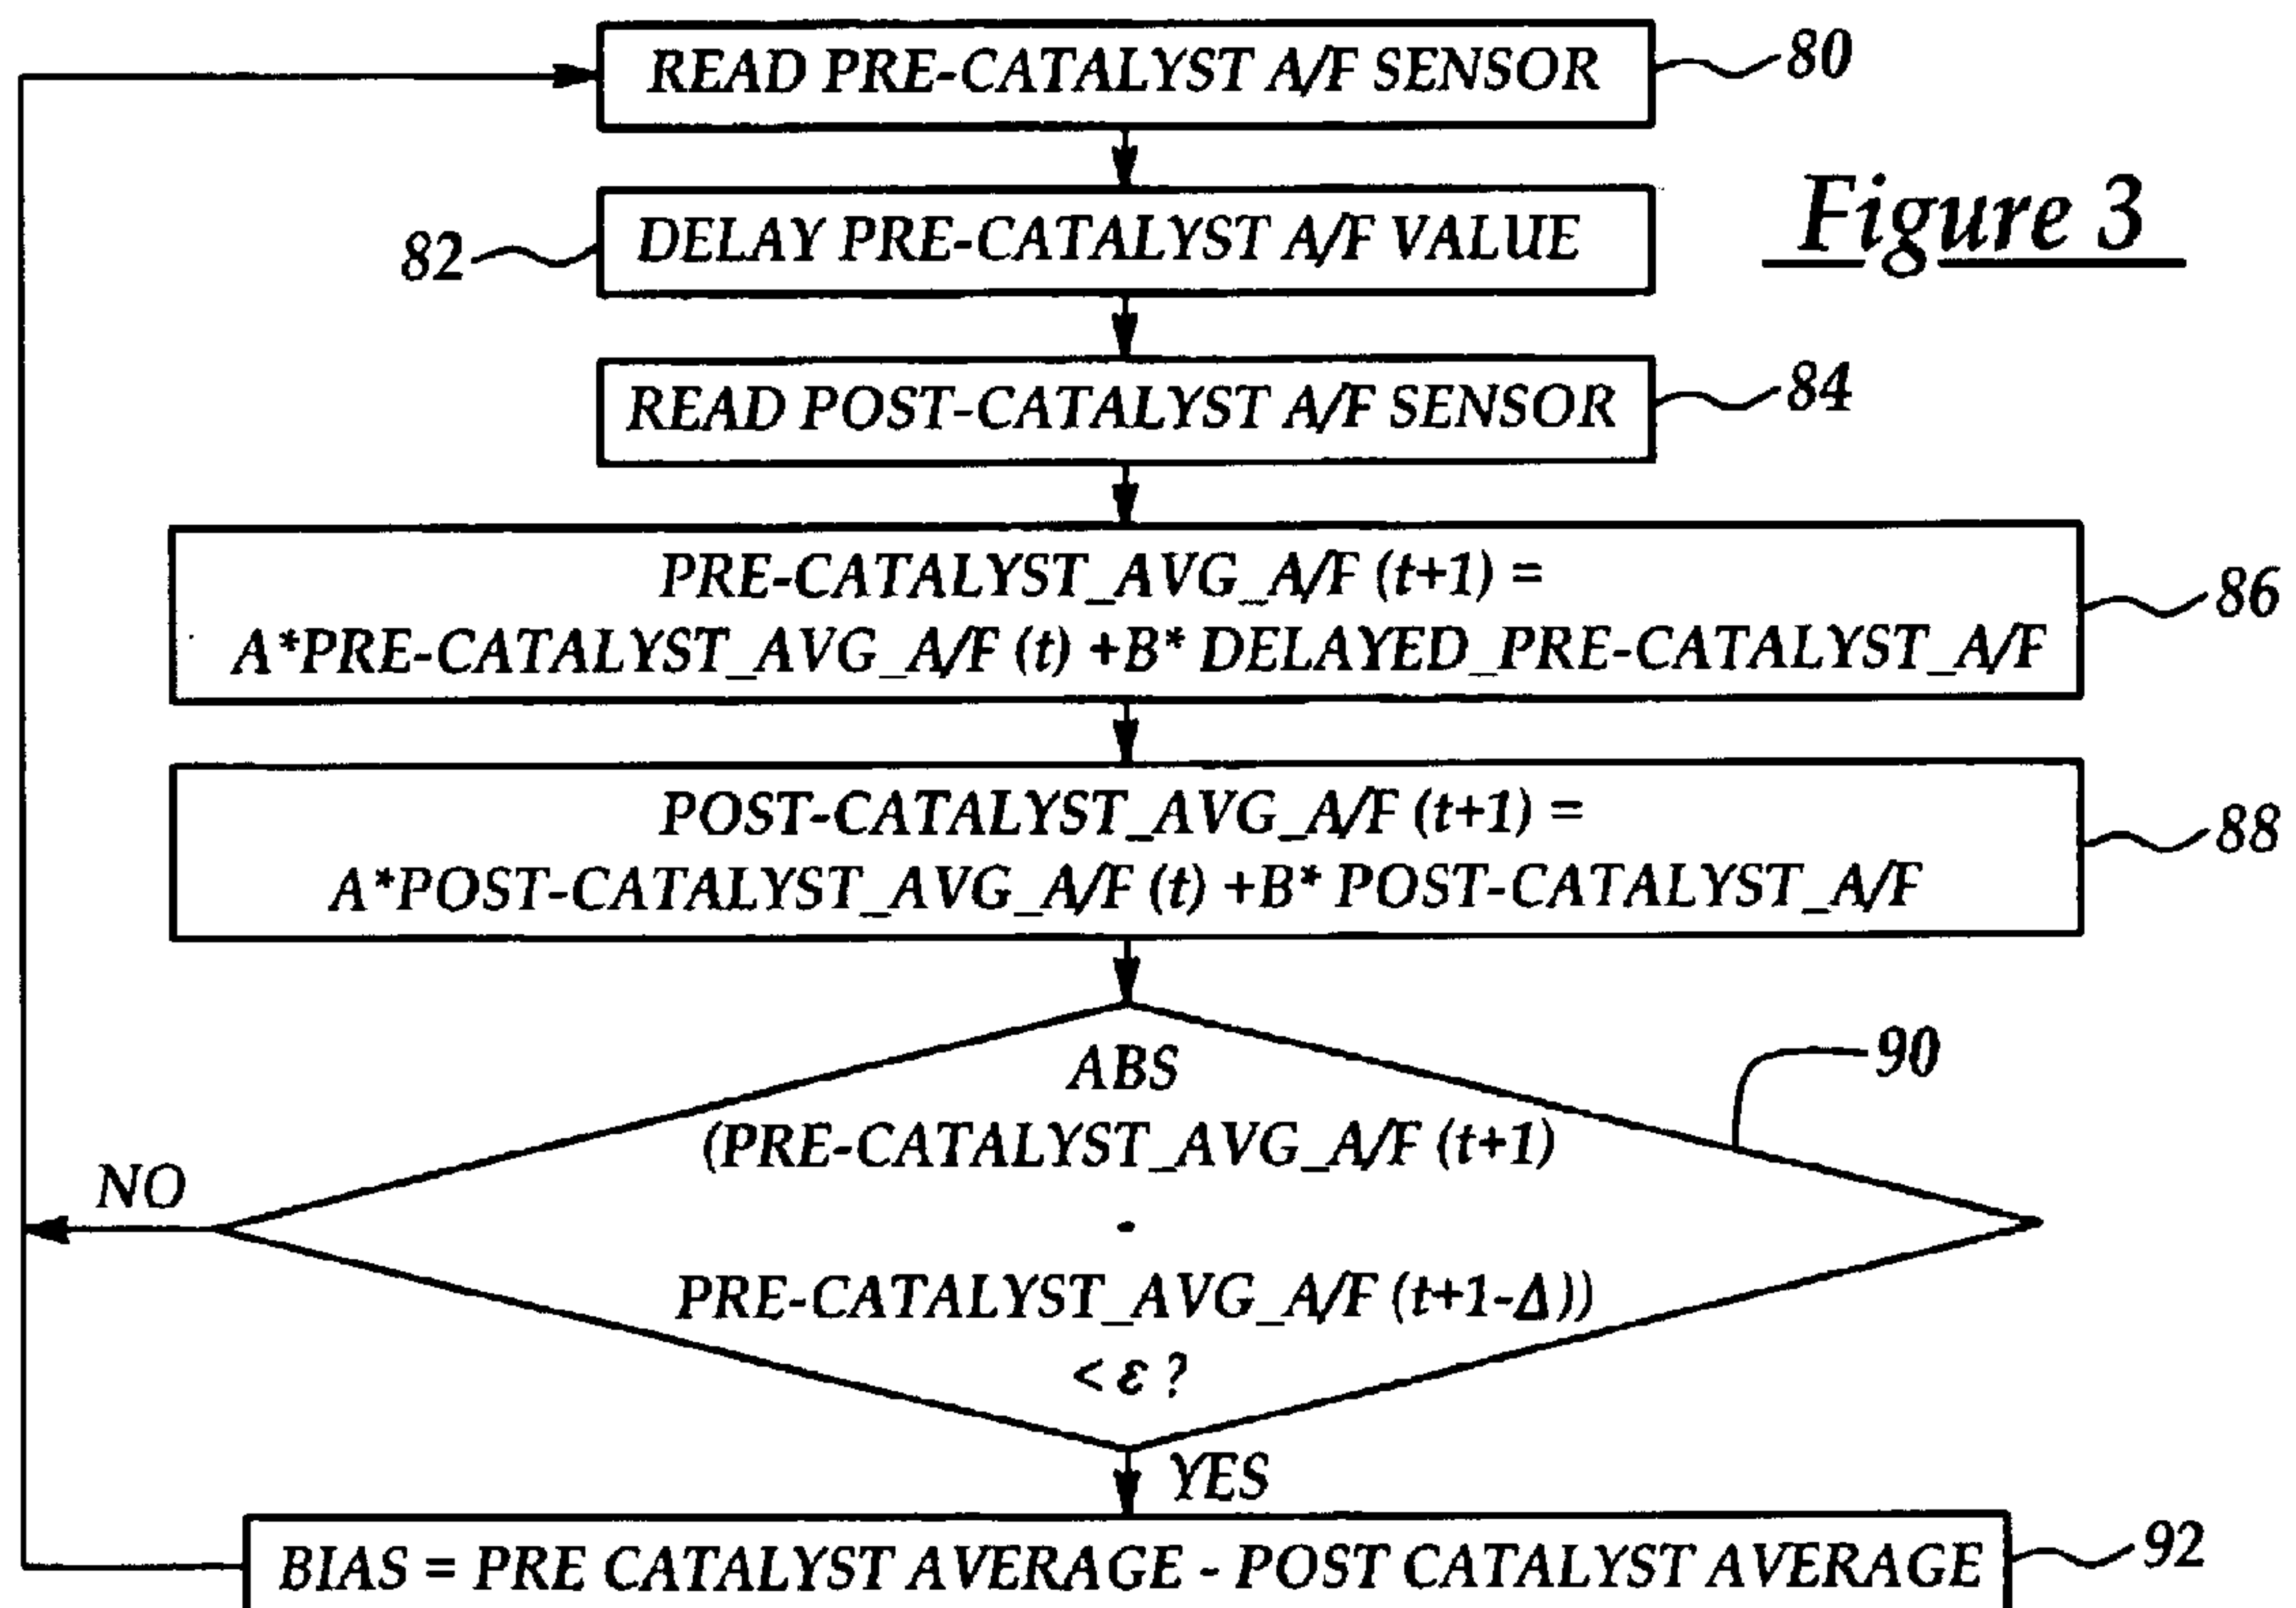 READ PRE-CATALYST A/F SENSOR
80
Figure 3
82
DELAY PRE-CATALYST A/F VALUE
READ POST-CATALYST A/F SENSOR
84
PRE-CATALYST_AVG_A/F (t+1) =
A*PRE-CATALYST_AVG_A/F (t) +B* DELAYED_PRE-CATALYST_A/F
86
POST-CATALYST_AVG_A/F (t+1) =
A*POST-CATALYST_AVG_A/F (t) +B* POST-CATALYST_A/F
88
ABS
(PRE-CATALYST_AVG_A/F (t+1)
-
PRE-CATALYST_AVG_A/F (t+1-Δ))
< ε ?
90
NO
YES
BIAS = PRE CATALYST AVERAGE - POST CATALYST AVERAGE
92